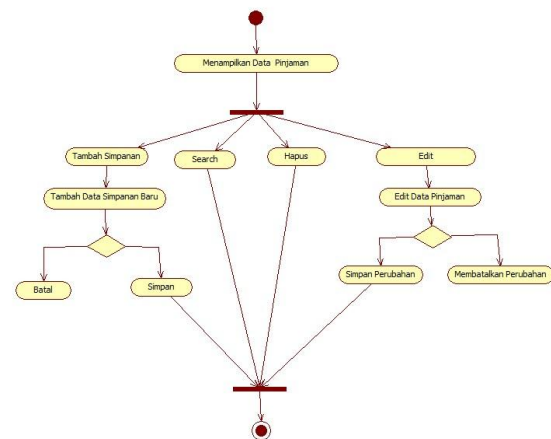 Menampilkan Data Pinjaman
Tambah Simpanan
Search
Hapus
Edit
Tambah Data Simpanan Baru
Edit Data Pinjaman
Batal
Simpan
Simpan Perubahan
Membatalkan Perubahan